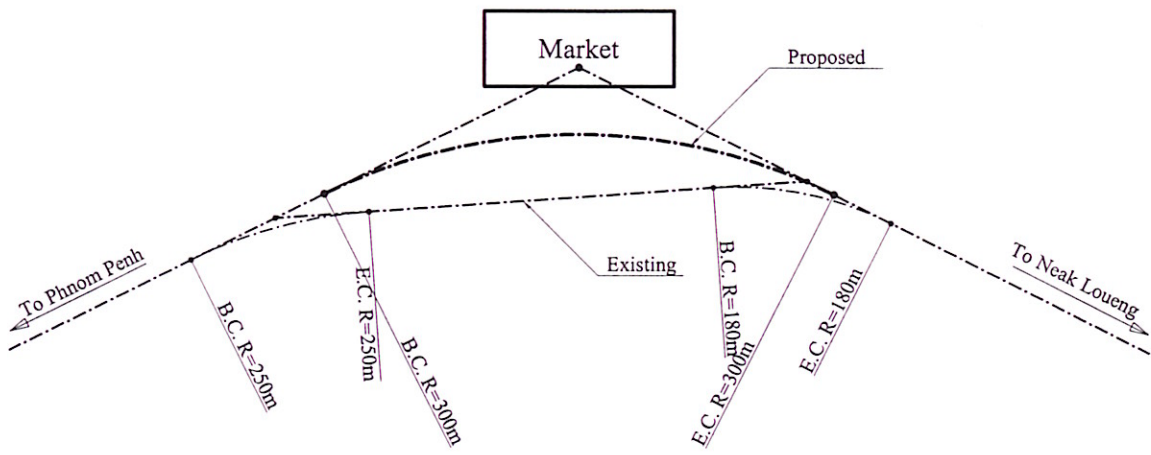 Market
Proposed
Existing
To Phnom Penh
To Neak Loueng
B.C. R=250m
E.C. R=250m
B.C. R=300m
B.C. R=180m
E.C. R=300m
E.C. R=180m